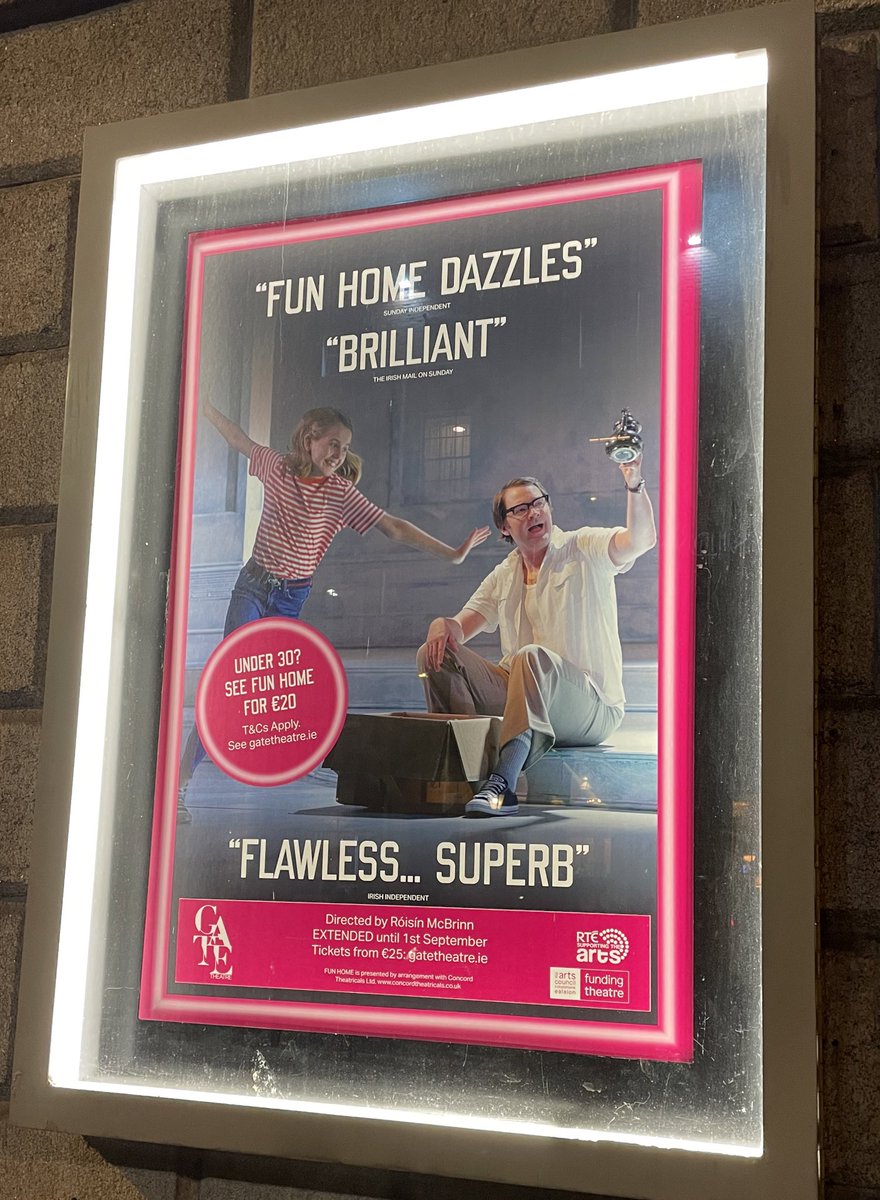 “FUN HOME DAZZLES”
SUNDAY INDEPENDENT
“BRILLIANT”
THE IRISH MAIL ON SUNDAY
UNDER 30?
SEE FUN HOME
FOR €20
T&Cs Apply.
See gatetheatre.ie
“FLAWLESS... SUPERB”
IRISH INDEPENDENT
GATE
THEATRE
Directed by Róisín McBrinn
EXTENDED until 1st September
Tickets from €25: gatetheatre.ie
FUN HOME is presented by arrangement with Concord
Theatricals Ltd. www.concordtheatricals.co.uk
RTÉ
SUPPORTING THE
arts
arts
council
ealaíon
funding
theatre